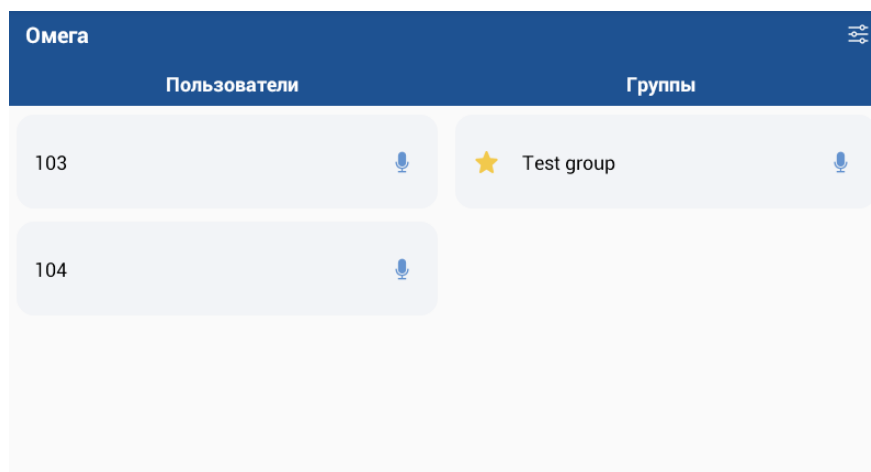 Омега
Пользователи
Группы
103
Test group
104